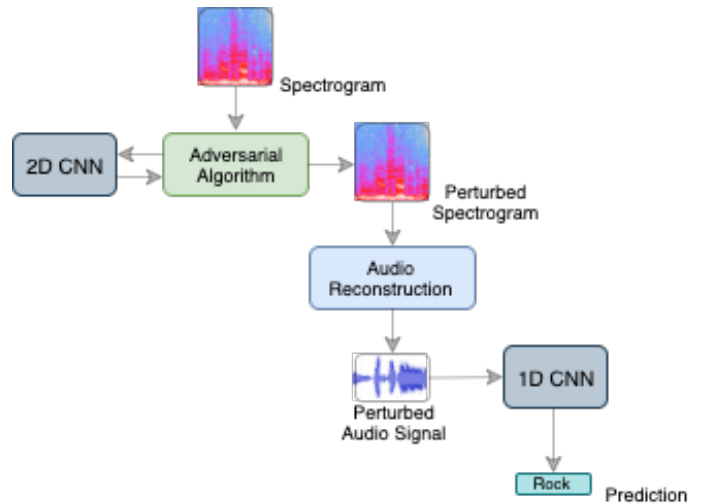 Spectrogram
2D CNN
Adversarial
Algorithm
Perturbed
Spectrogram
Audio
Reconstruction
1D CNN
Perturbed
Audio Signal
Rock
Prediction